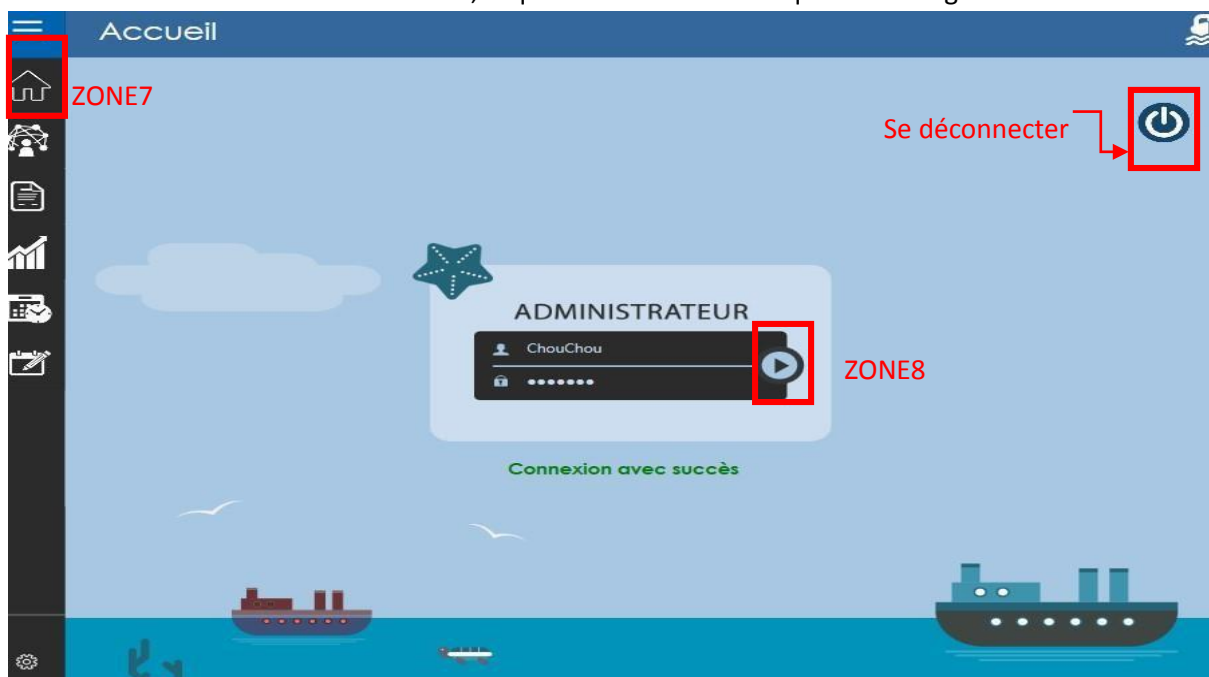 Accueil
ZONE7
Se déconnecter
ADMINISTRATEUR
ChouChou
•••••••
ZONE8
Connexion avec succès